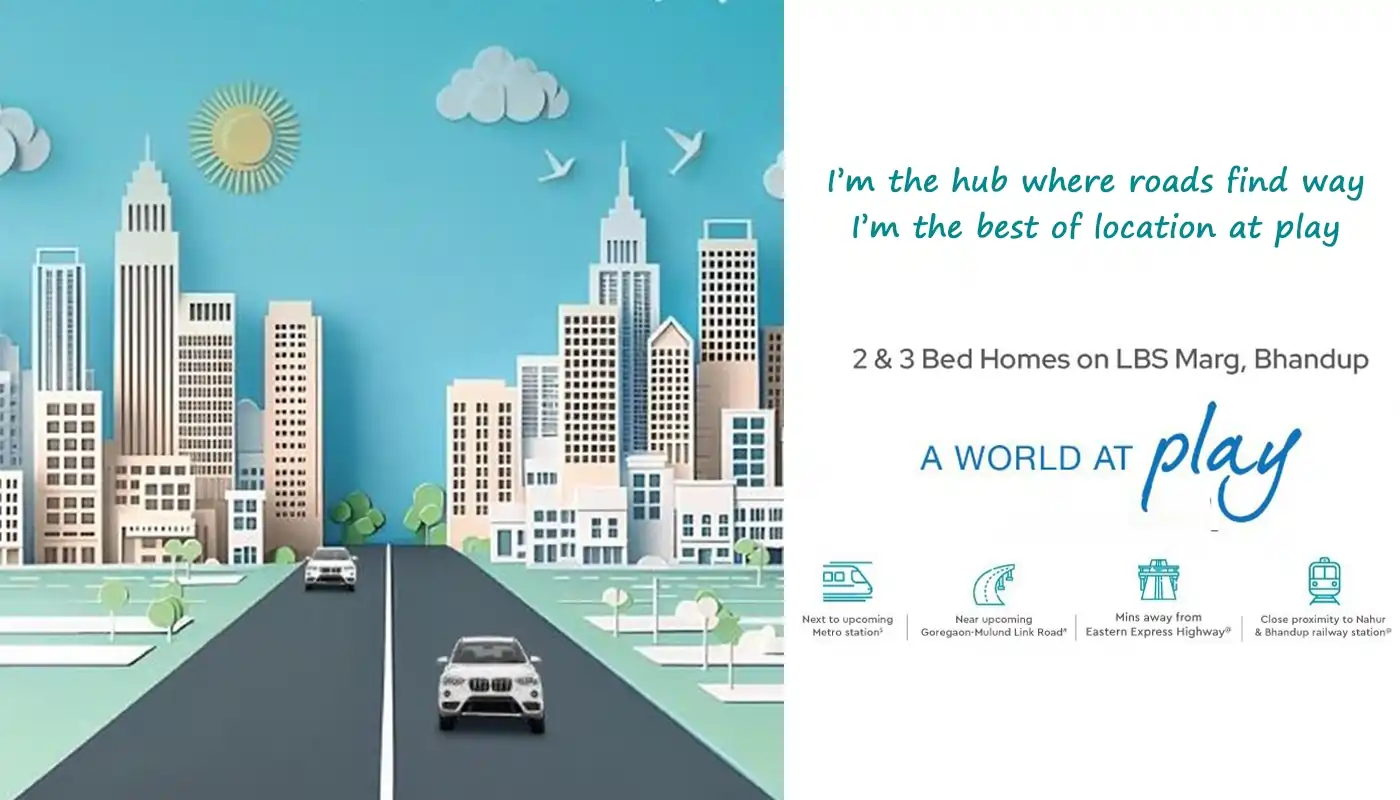 I'm the hub where roads find way
I'm the best of location at play
2 & 3 Bed Homes on LBS Marg, Bhandup
A WORLD AT play
Next to upcoming
Metro station$
Near upcoming
Goregaon-Mulund Link Road^
Mins away from
Eastern Express Highway@
Close proximity to Nahur
& Bhandup railway station@